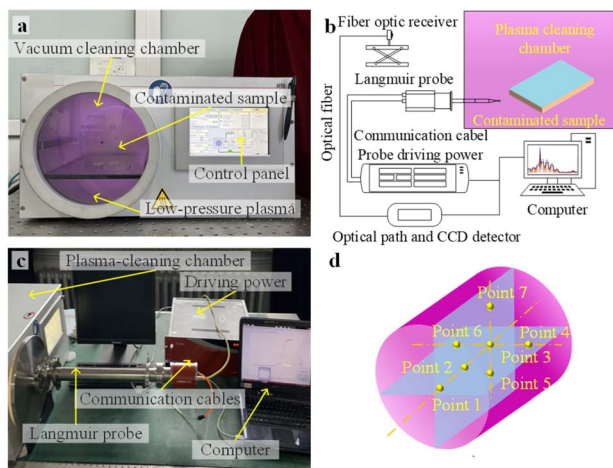 a
Vacuum cleaning chamber
Contaminated sample
Control panel
Low-pressure plasma
b
Fiber optic receiver
Plasma cleaning
chamber
Langmuir probe
Contaminated sample
Optical fiber
Communication cabel
Probe driving power
Computer
Optical path and CCD detector
c
Plasma-cleaning chamber
Driving power
Communication cables
Langmuir probe
Computer
d
Point 7
Point 6
Point 4
Point 2
Point 3
Point 5
Point 1